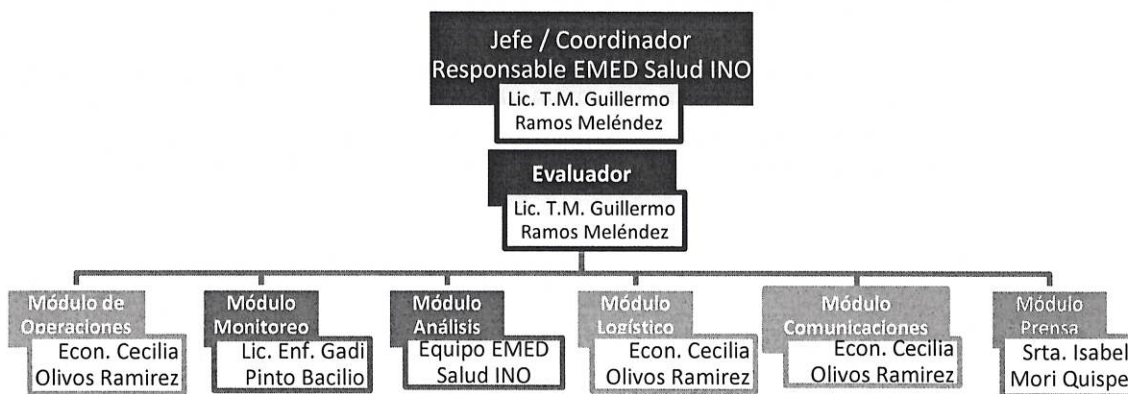 Jefe / Coordinador
Responsable EMED Salud INO
Lic. T.M. Guillermo
Ramos Meléndez
Evaluador
Lic. T.M. Guillermo
Ramos Meléndez
Módulo de
Operaciones
Econ. Cecilia
Olivos Ramirez
Módulo
Monitoreo
Lic. Enf. Gadi
Pinto Bacilio
Módulo
Análisis
Equipo EMED
Salud INO
Módulo
Logístico
Econ. Cecilia
Olivos Ramirez
Módulo
Comunicaciones
Econ. Cecilia
Olivos Ramirez
Módulo
Prensa
Srta. Isabel
Mori Quispe